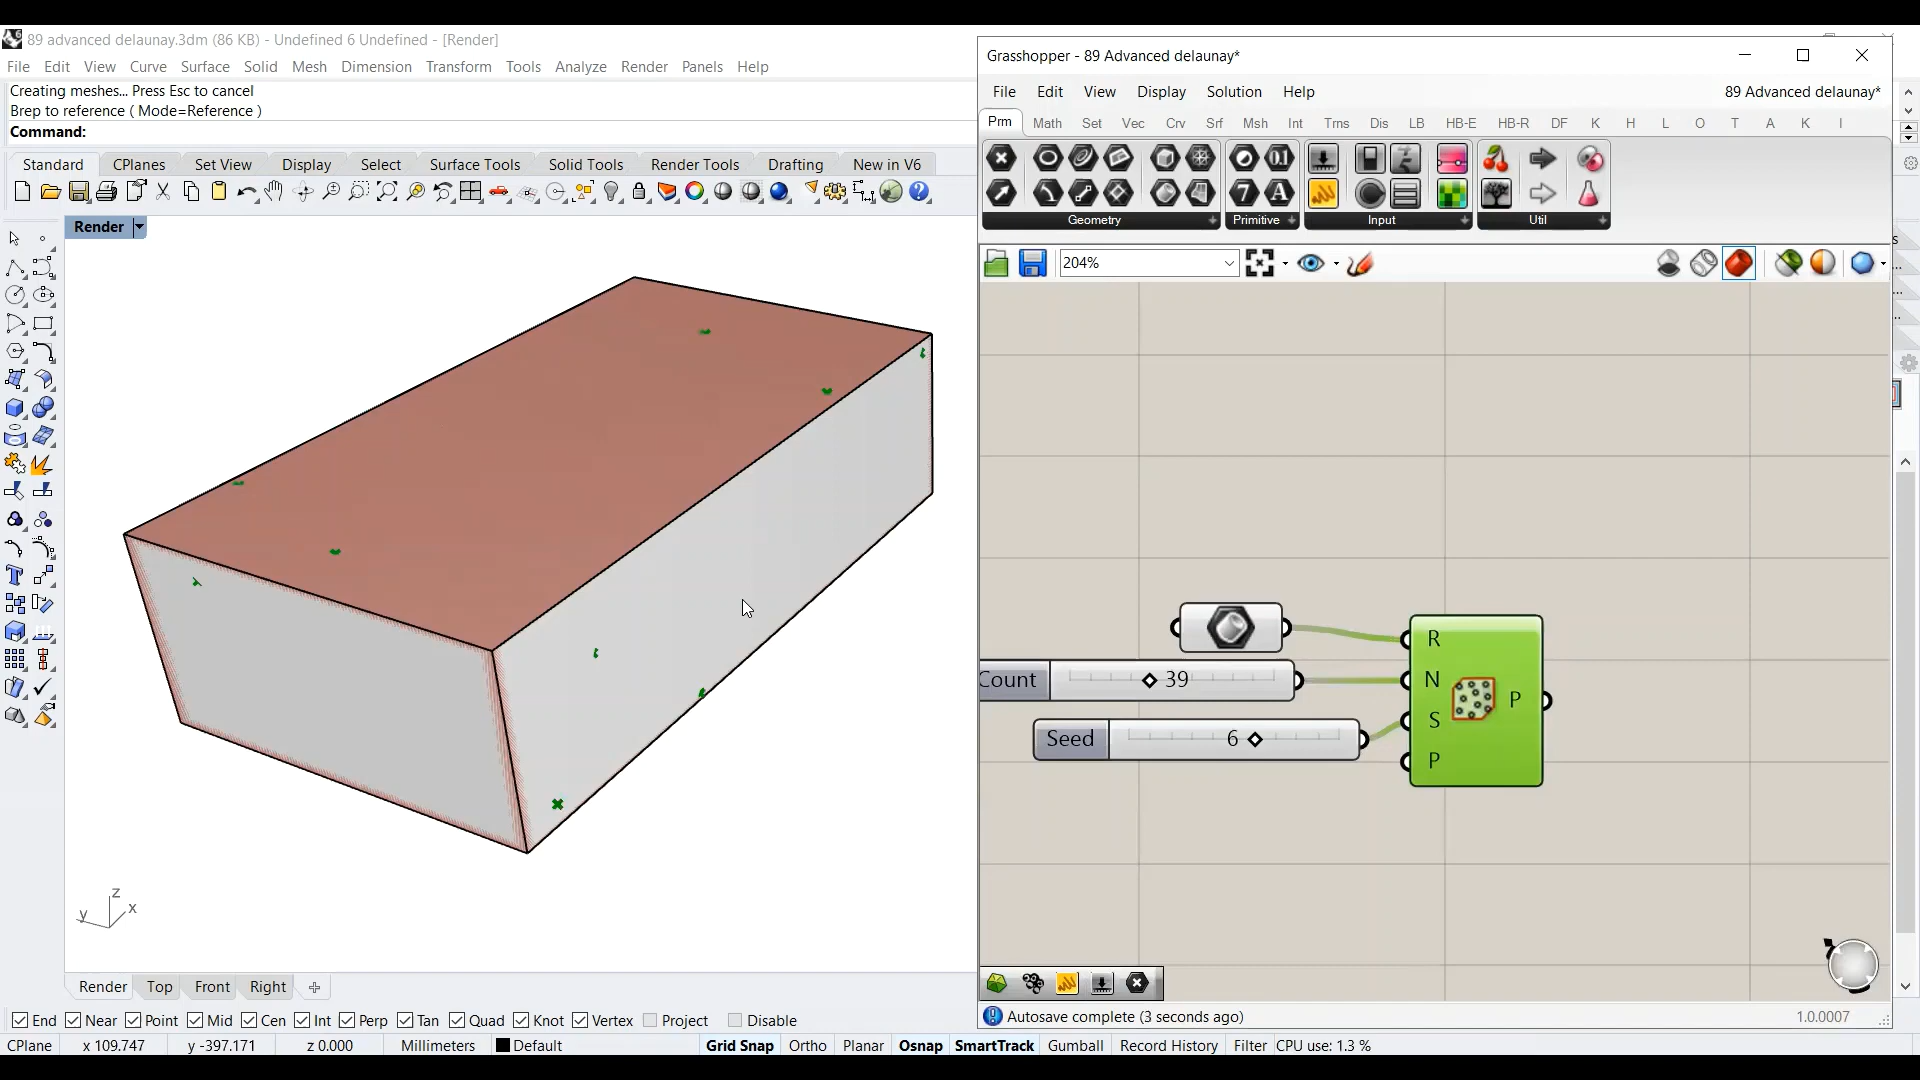 89 advanced delaunay.3dm (86 KB) - Undefined 6 Undefined - [Render]
File Edit View Curve Surface Solid Mesh Dimension Transform Tools Analyze Render Panels Help
Creating meshes... Press Esc to cancel
Brep to reference ( Mode=Reference )
Command:
Standard CPlanes Set View Display Select Surface Tools Solid Tools Render Tools Drafting New in V6
Render
z
y x
Render Top Front Right
End Near Point Mid Cen Int Perp Tan Quad Knot Vertex Project Disable
CPlane x 109.747 y -397.171 z 0.000 Millimeters Default Grid Snap Ortho Planar Osnap SmartTrack Gumball Record History Filter CPU use: 1.3 %
Grasshopper - 89 Advanced delaunay*
File Edit View Display Solution Help 89 Advanced delaunay*
Prm Math Set Vec Crv Srf Msh Int Trns Dis LB HB-E HB-R DF K H L O T A K I
Geometry Primitive Input Util
204%
R
Count 39 N
P
Seed 6 S
P
Autosave complete (3 seconds ago) 1.0.0007